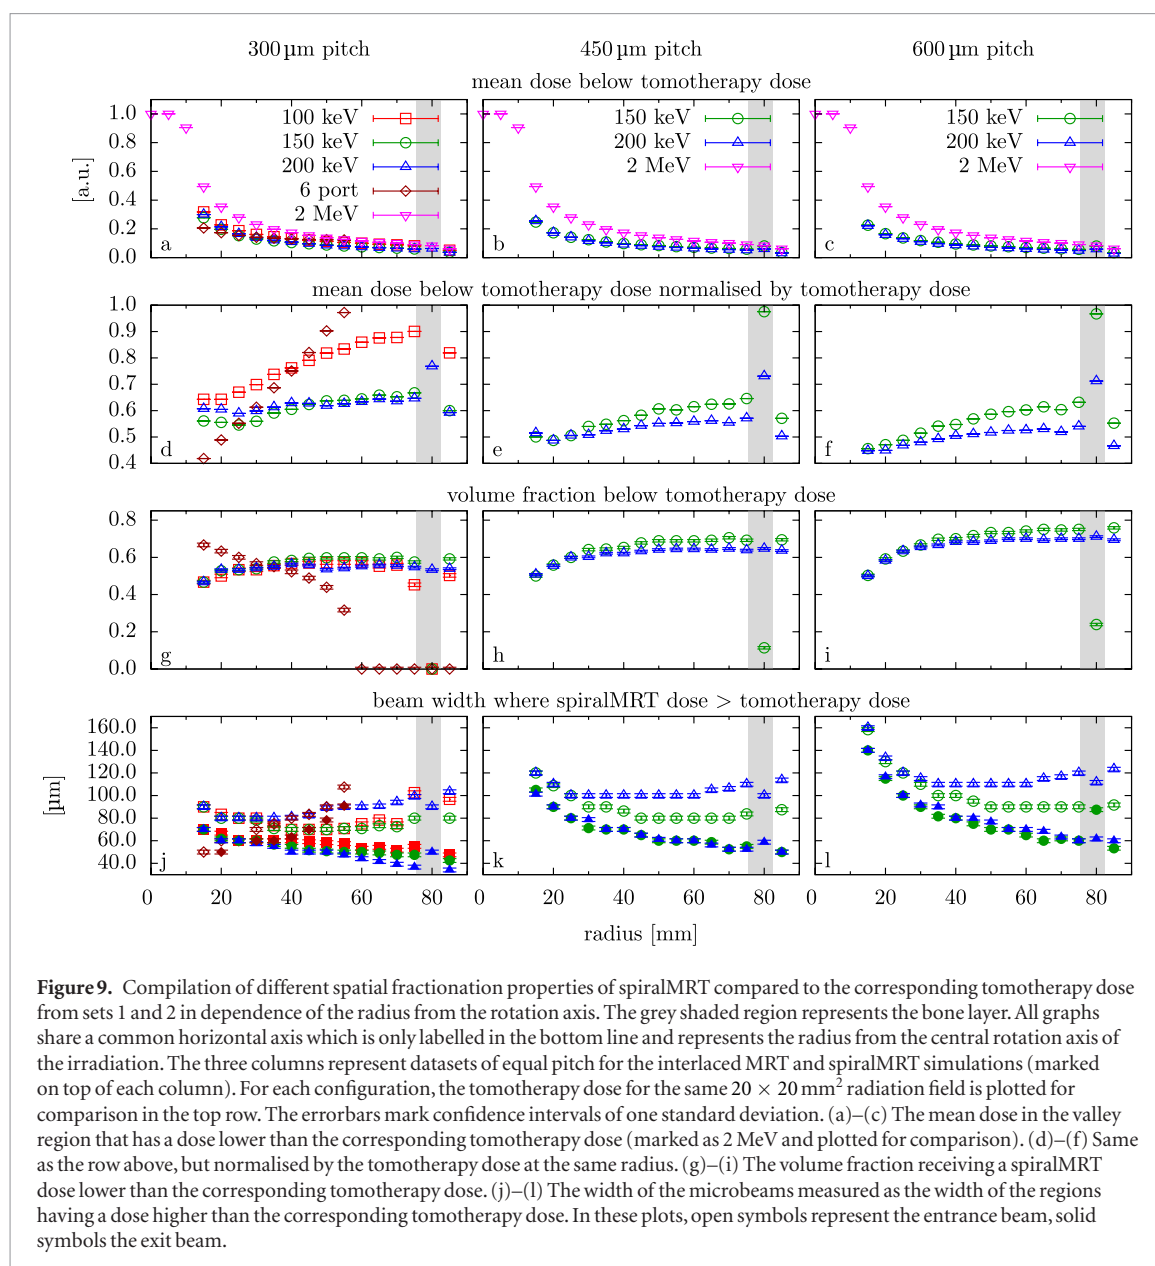 300 µm pitch 450 µm pitch 600 µm pitch
mean dose below tomotherapy dose
1.0
0.8
0.6
0.4
0.2
0.0
[a.u.]
100 keV
150 keV
200 keV
6 port
2 MeV
a
150 keV
200 keV
2 MeV
b
150 keV
200 keV
2 MeV
c
mean dose below tomotherapy dose normalised by tomotherapy dose
1.0
0.9
0.8
0.7
0.6
0.5
0.4
d e f
volume fraction below tomotherapy dose
0.8
0.6
0.4
0.2
0.0
g h i
beam width where spiralMRT dose > tomotherapy dose
160.0
140.0
120.0
100.0
80.0
60.0
40.0
[µm]
j k l
0 20 40 60 80 0 20 40 60 80 0 20 40 60 80
radius [mm]
Figure 9. Compilation of different spatial fractionation properties of spiralMRT compared to the corresponding tomotherapy dose
from sets 1 and 2 in dependence of the radius from the rotation axis. The grey shaded region represents the bone layer. All graphs
share a common horizontal axis which is only labelled in the bottom line and represents the radius from the central rotation axis of
the irradiation. The three columns represent datasets of equal pitch for the interlaced MRT and spiralMRT simulations (marked
on top of each column). For each configuration, the tomotherapy dose for the same 20 × 20 mm² radiation field is plotted for
comparison in the top row. The errorbars mark confidence intervals of one standard deviation. (a)–(c) The mean dose in the valley
region that has a dose lower than the corresponding tomotherapy dose (marked as 2 MeV and plotted for comparison). (d)–(f) Same
as the row above, but normalised by the tomotherapy dose at the same radius. (g)–(i) The volume fraction receiving a spiralMRT
dose lower than the corresponding tomotherapy dose. (j)–(l) The width of the microbeams measured as the width of the regions
having a dose higher than the corresponding tomotherapy dose. In these plots, open symbols represent the entrance beam, solid
symbols the exit beam.